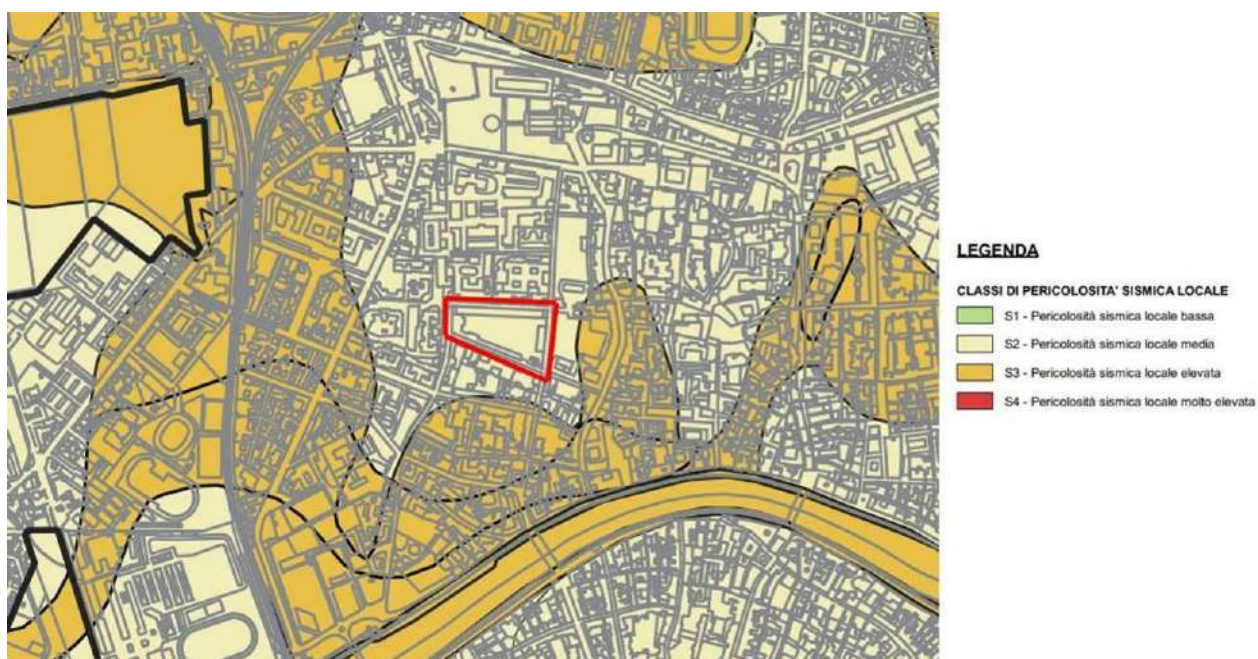 LEGENDA
CLASSI DI PERICOLOSITA' SISMICA LOCALE
S1 - Pericolosità sismica locale bassa
S2 - Pericolosità sismica locale media
S3 - Pericolosità sismica locale elevata
S4 - Pericolosità sismica locale molto elevata